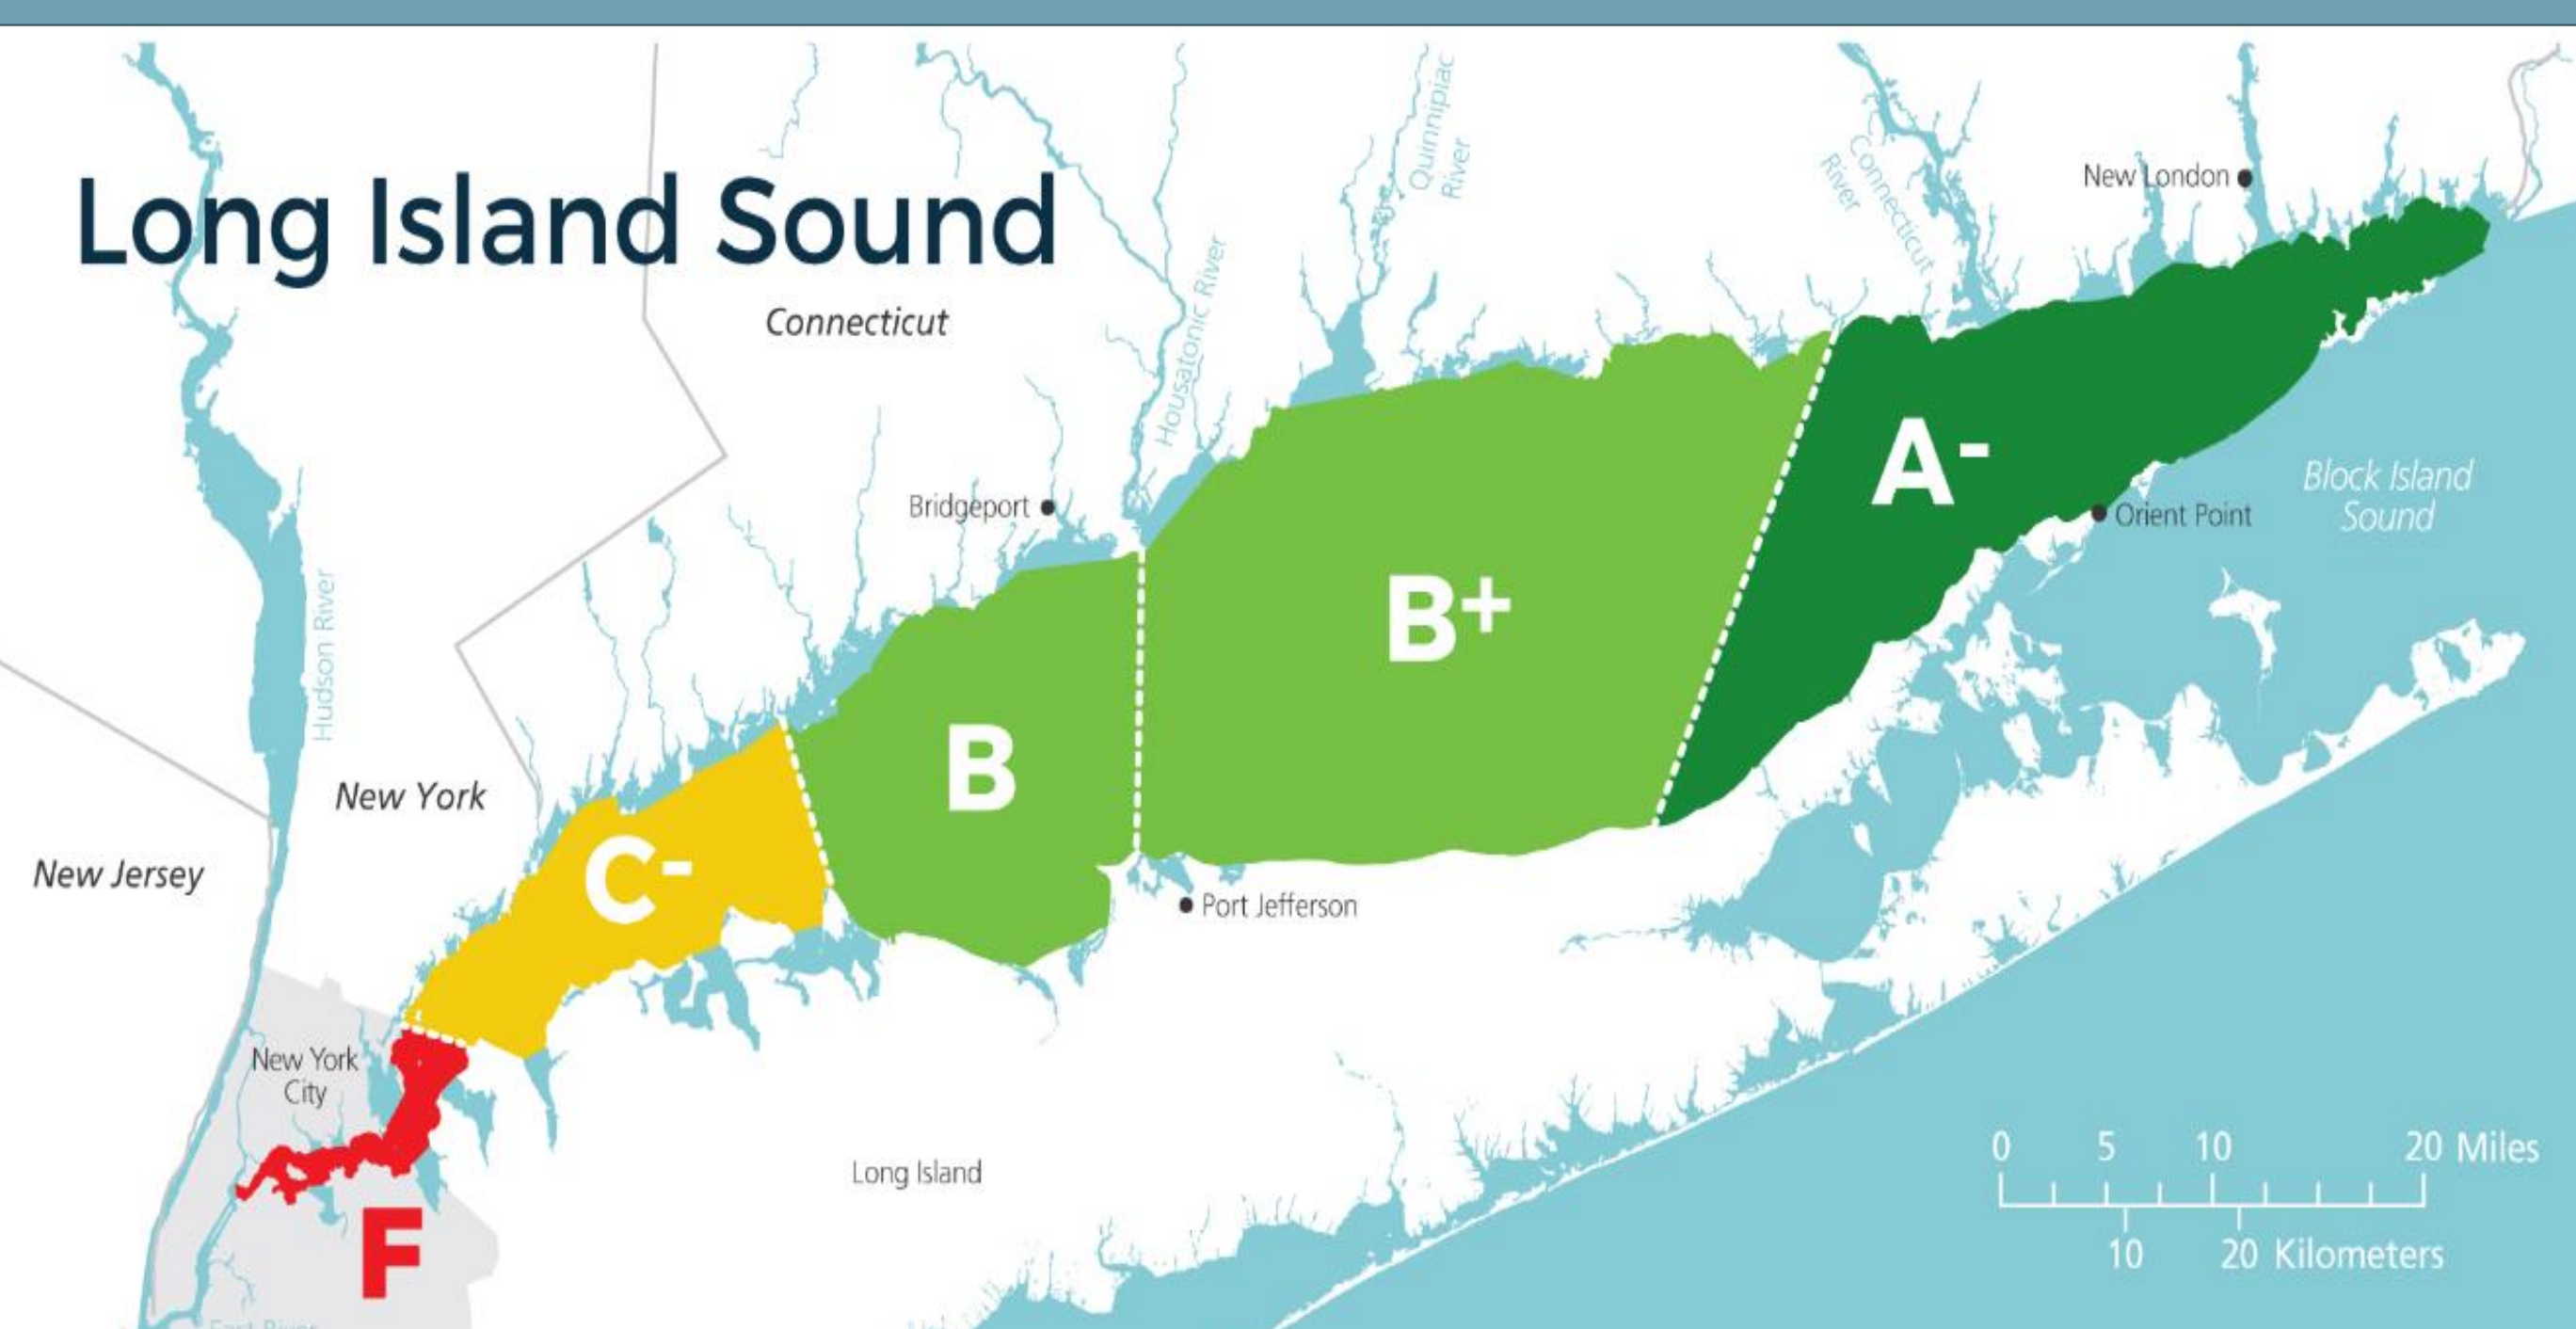 Long Island Sound
Connecticut
Quinnipiac
River
Connecticut
River
New London
Housatonic River
Bridgeport
A-
Block Island
Sound
Orient Point
B+
Hudson River
B
New York
C-
New Jersey
Port Jefferson
New York
City
Long Island
F
0 5 10 20 Miles
10 20 Kilometers
East River